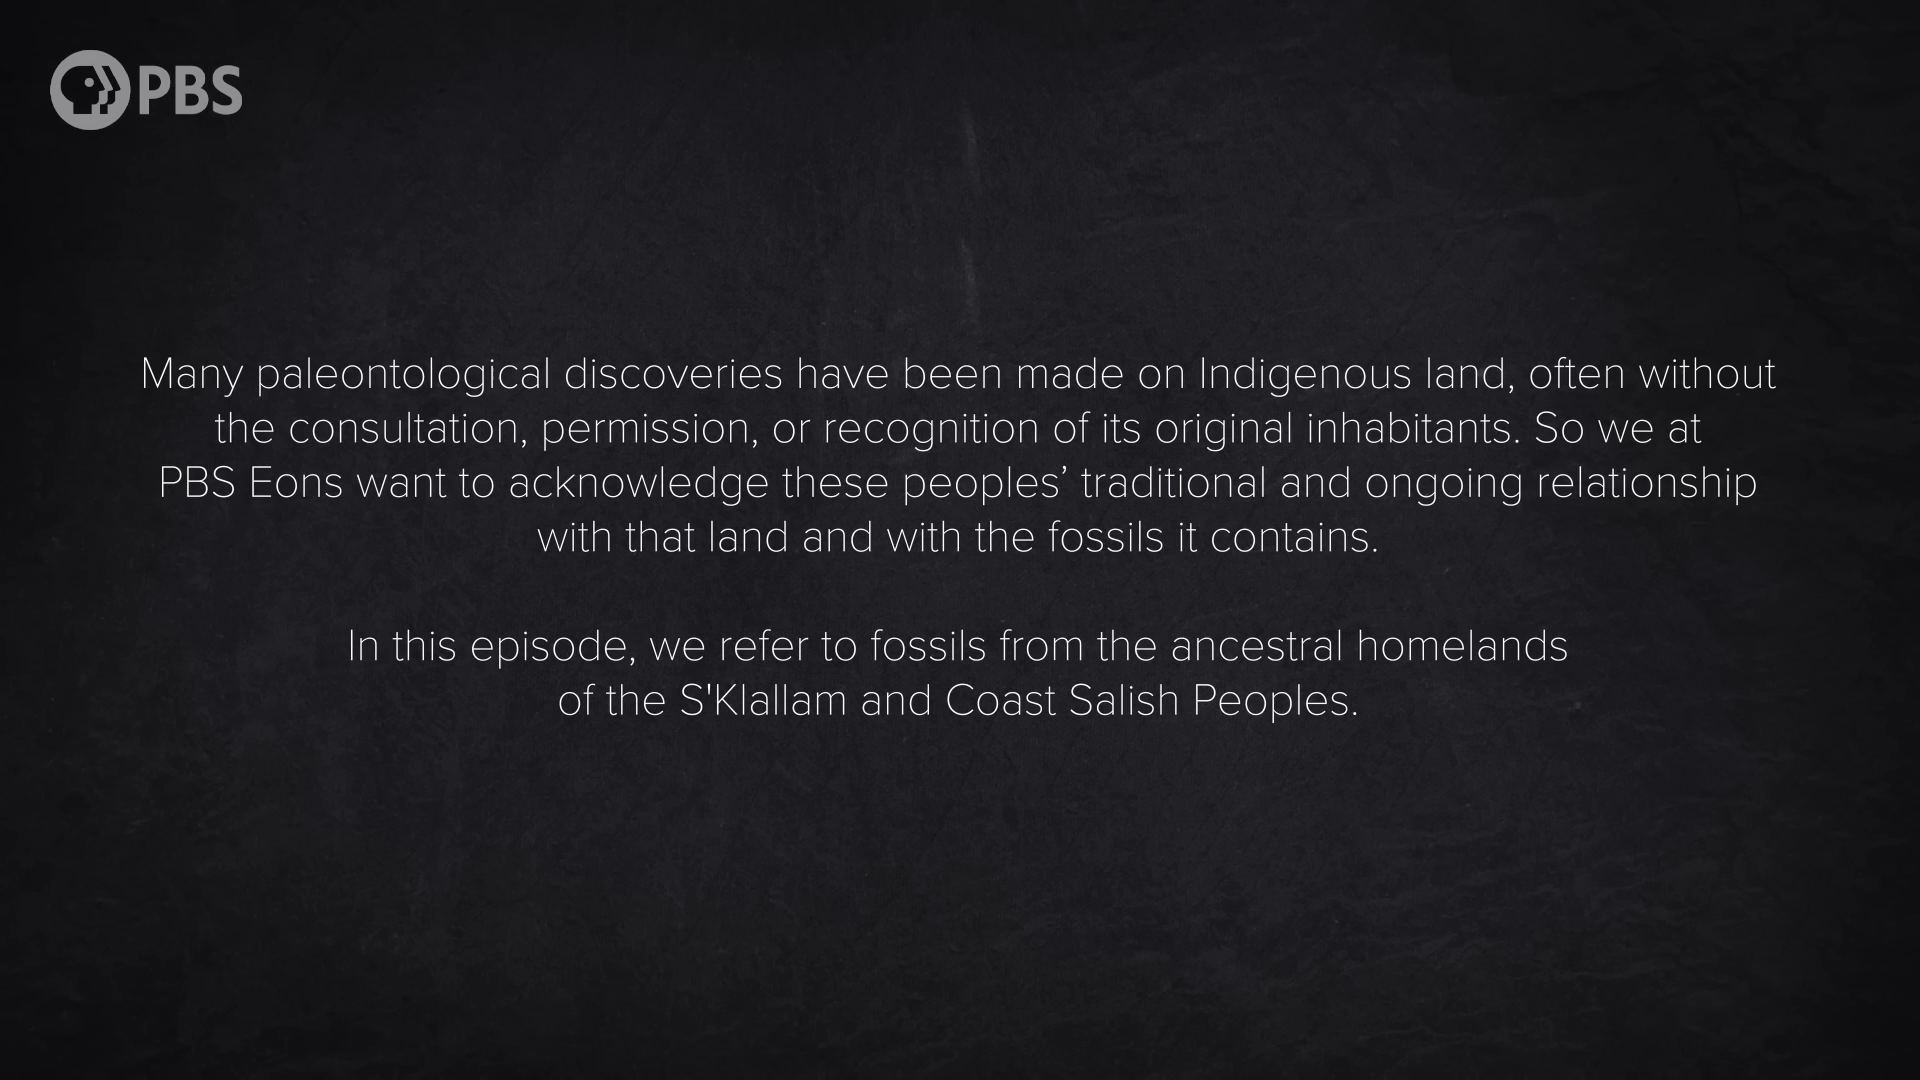 PBS
Many paleontological discoveries have been made on Indigenous land, often without
the consultation, permission, or recognition of its original inhabitants. So we at
PBS Eons want to acknowledge these peoples’ traditional and ongoing relationship
with that land and with the fossils it contains.
In this episode, we refer to fossils from the ancestral homelands
of the S'Klallam and Coast Salish Peoples.